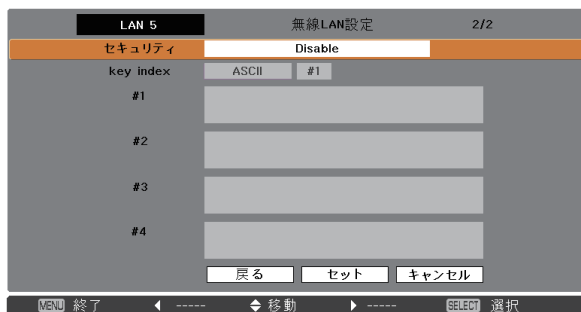 LAN 5 無線LAN設定 2/2
セキュリティ Disable
key index ASCII #1
#1
#2
#3
#4
戻る セット キャンセル
MENU 終了 ◀ ----- ◆ 移動 ▶ ----- SELECT 選択